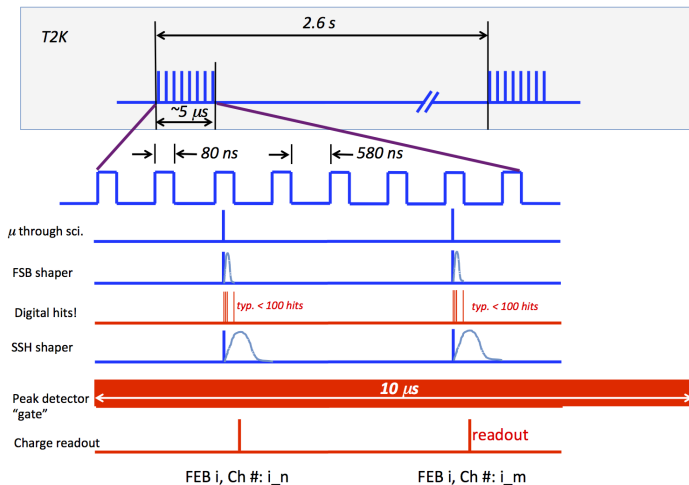 T2K
2.6 s
~5 μs
80 ns
580 ns
μ through sci.
FSB shaper
Digital hits!
typ. < 100 hits
typ. < 100 hits
SSH shaper
Peak detector
“gate”
10 μs
Charge readout
readout
FEB i, Ch #: i_n
FEB i, Ch #: i_m